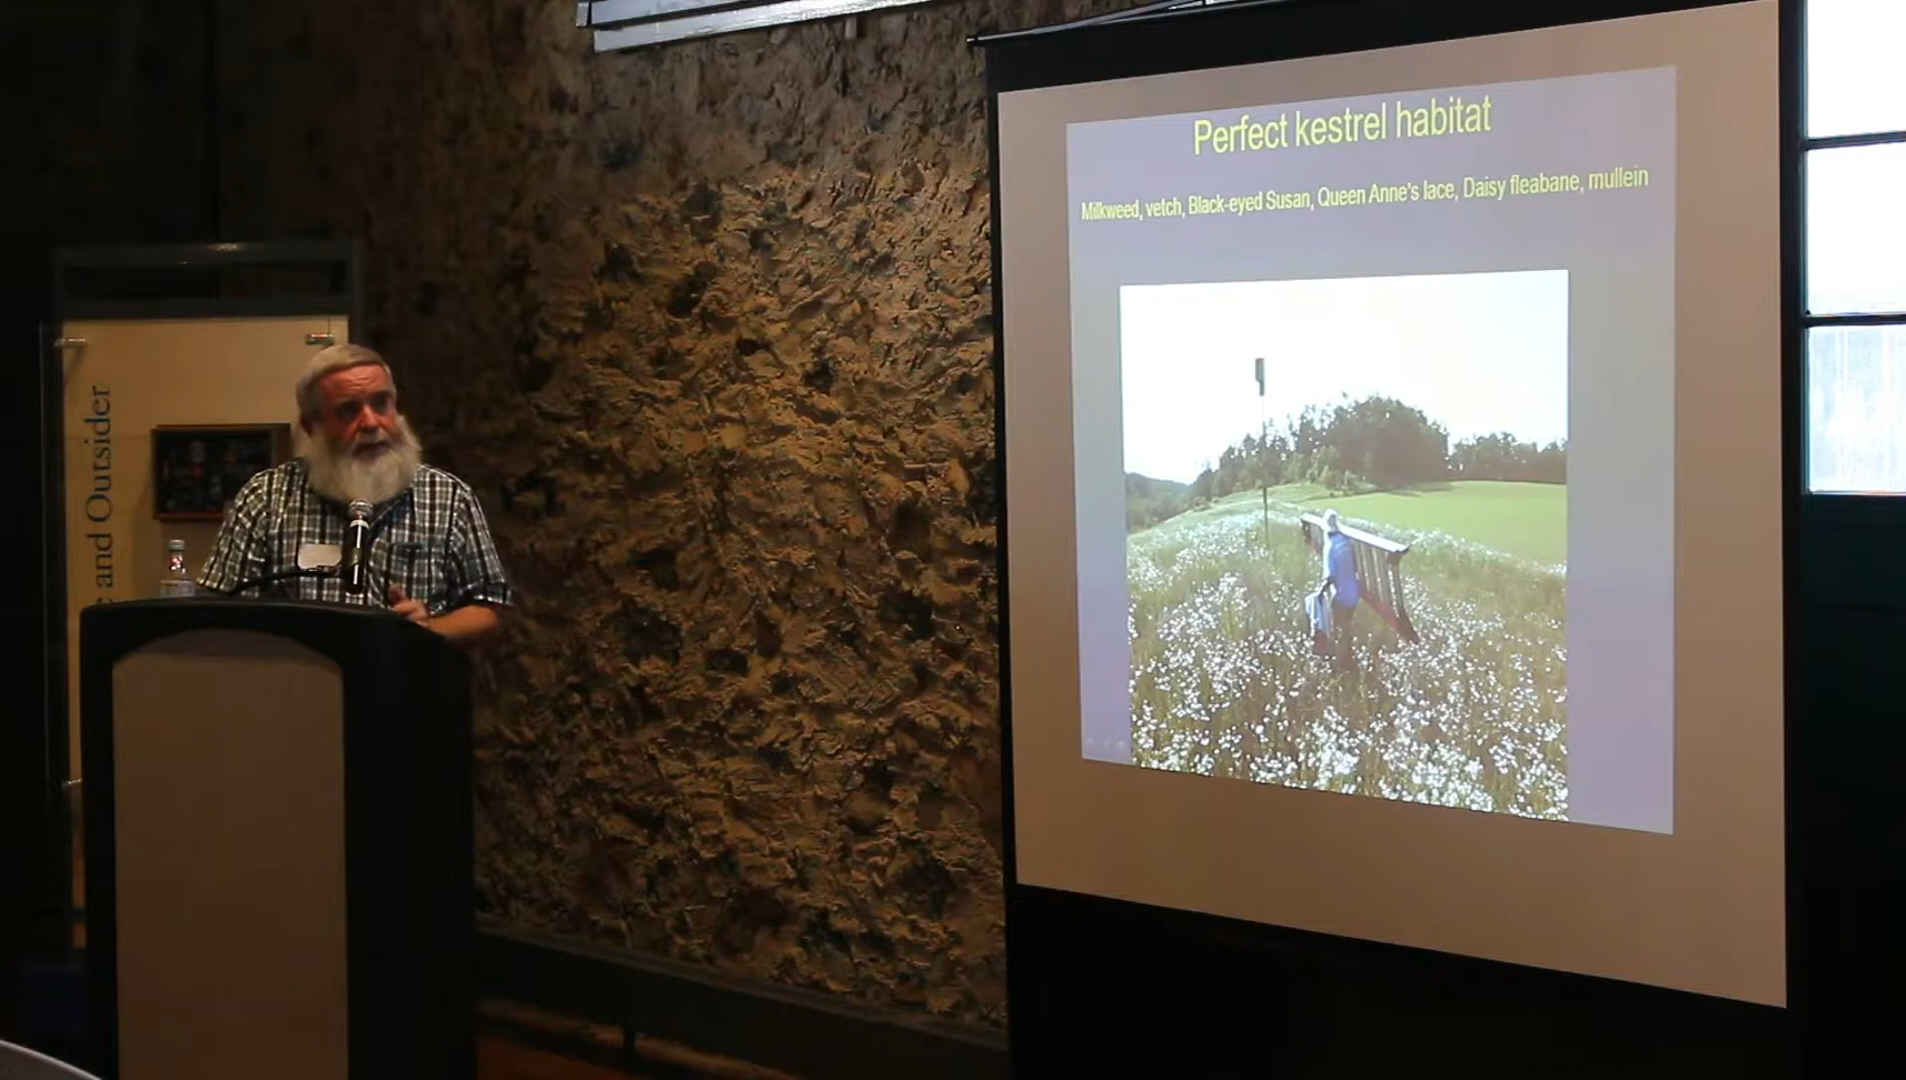 Perfect kestrel habitat
Milkweed, vetch, Black-eyed Susan, Queen Anne's lace, Daisy fleabane, mullein
and Outsider